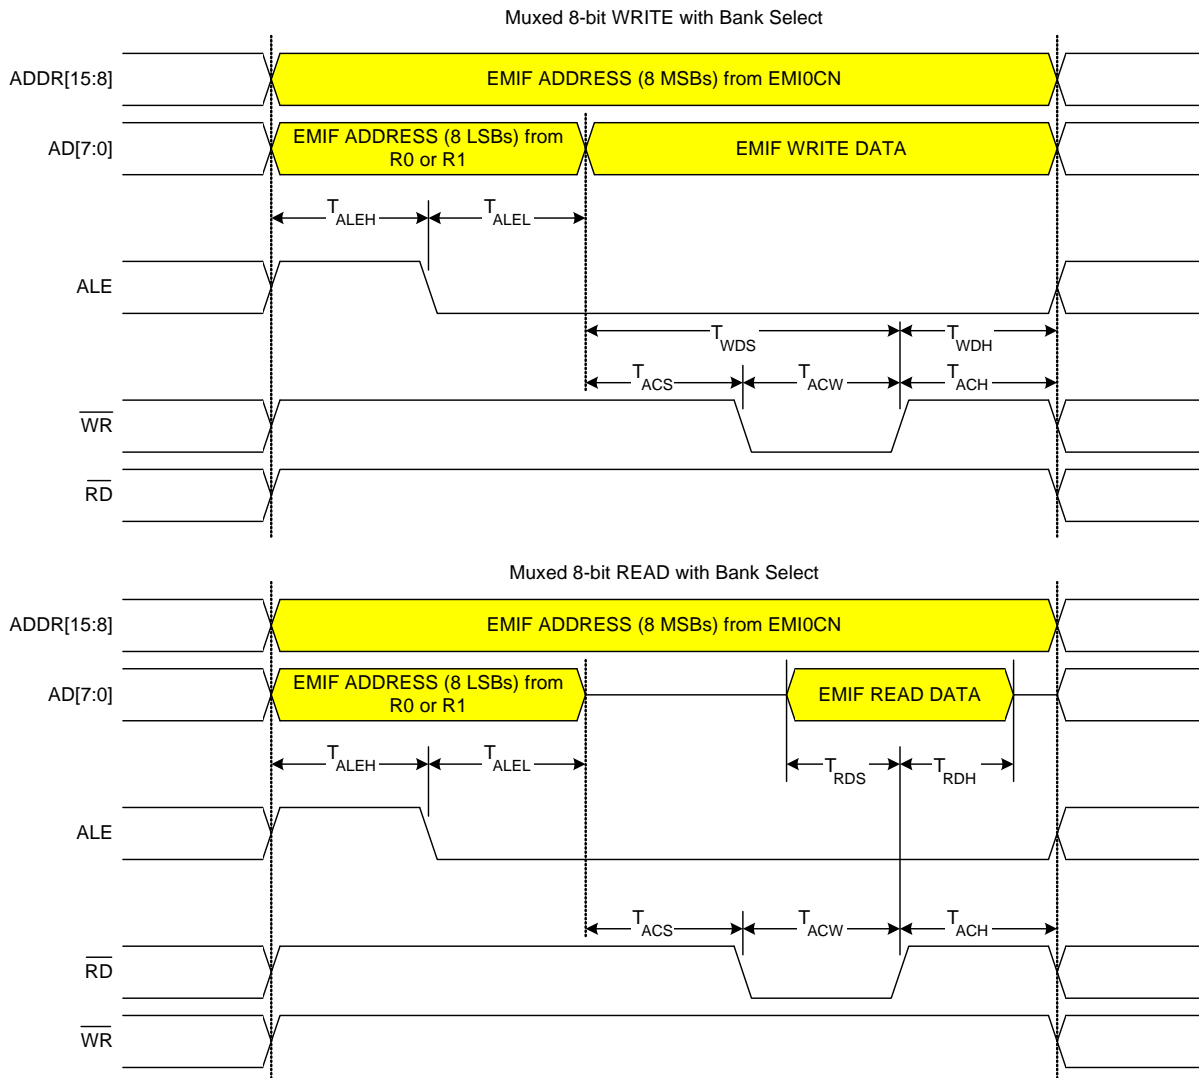 Muxed 8-bit WRITE with Bank Select
ADDR[15:8]
EMIF ADDRESS (8 MSBs) from EMI0CN
AD[7:0]
EMIF ADDRESS (8 LSBs) from
R0 or R1
EMIF WRITE DATA
TALEH
TALEL
ALE
TWDS
TWDH
TACS
TACW
TACH
WR
RD
Muxed 8-bit READ with Bank Select
ADDR[15:8]
EMIF ADDRESS (8 MSBs) from EMI0CN
AD[7:0]
EMIF ADDRESS (8 LSBs) from
R0 or R1
EMIF READ DATA
TALEH
TALEL
TRDS
TRDH
ALE
TACS
TACW
TACH
RD
WR